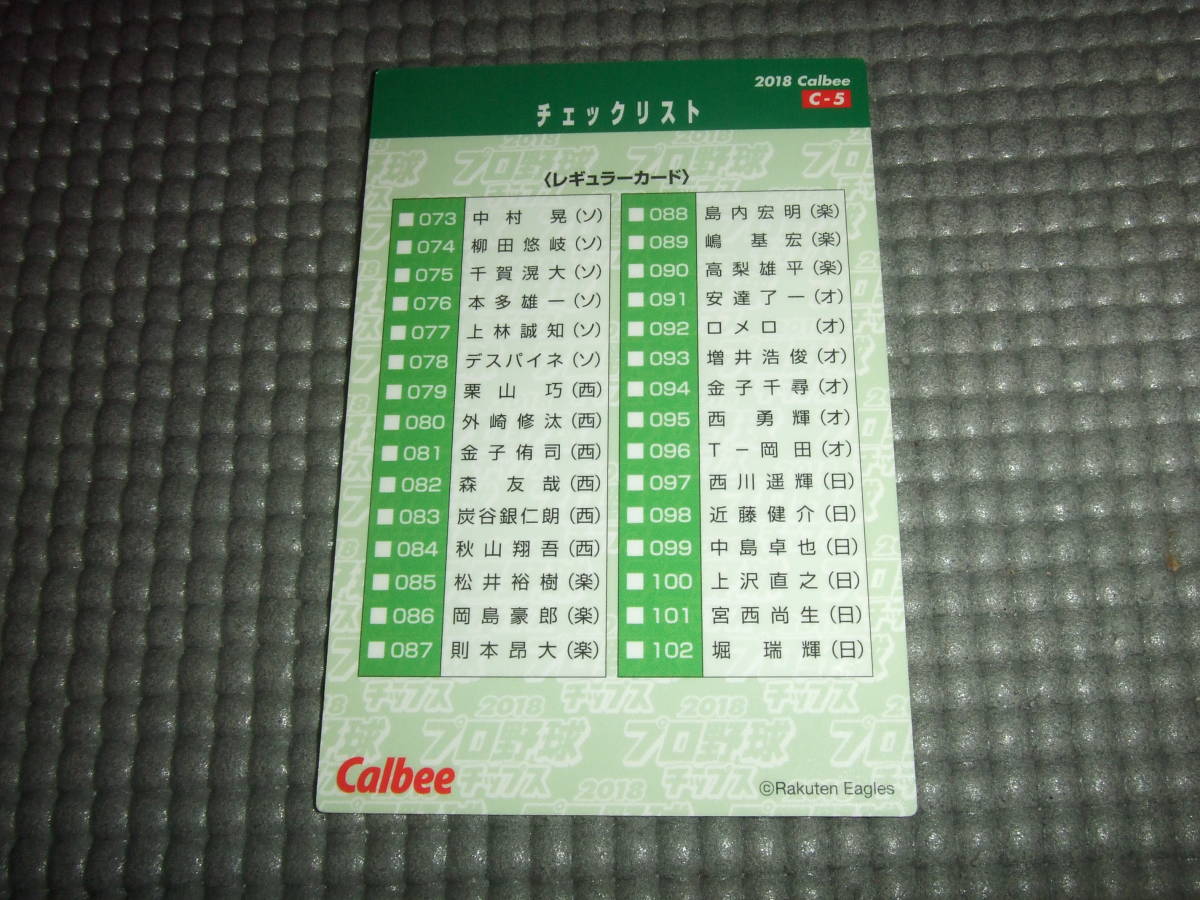 2018 Calbee
C-5
チェックリスト
〈レギュラーカード〉
073 中村 晃(ソ)
074 柳田悠岐(ソ)
075 千賀滉大(ソ)
076 本多雄一(ソ)
077 上林誠知(ソ)
078 デスパイネ(ソ)
079 栗山 巧(西)
080 外崎修汰(西)
081 金子侑司(西)
082 森 友哉(西)
083 炭谷銀仁朗(西)
084 秋山翔吾(西)
085 松井裕樹(楽)
086 岡島豪郎(楽)
087 則本昂大(楽)
088 島内宏明(楽)
089 嶋 基宏(楽)
090 高梨雄平(楽)
091 安達了一(オ)
092 ロメロ (オ)
093 増井浩俊(オ)
094 金子千尋(オ)
095 西 勇輝(オ)
096 T-岡田(オ)
097 西川遥輝(日)
098 近藤健介(日)
099 中島卓也(日)
100 上沢直之(日)
101 宮西尚生(日)
102 堀 瑞輝(日)
2018
プロ野球
チップス
Calbee
©Rakuten Eagles